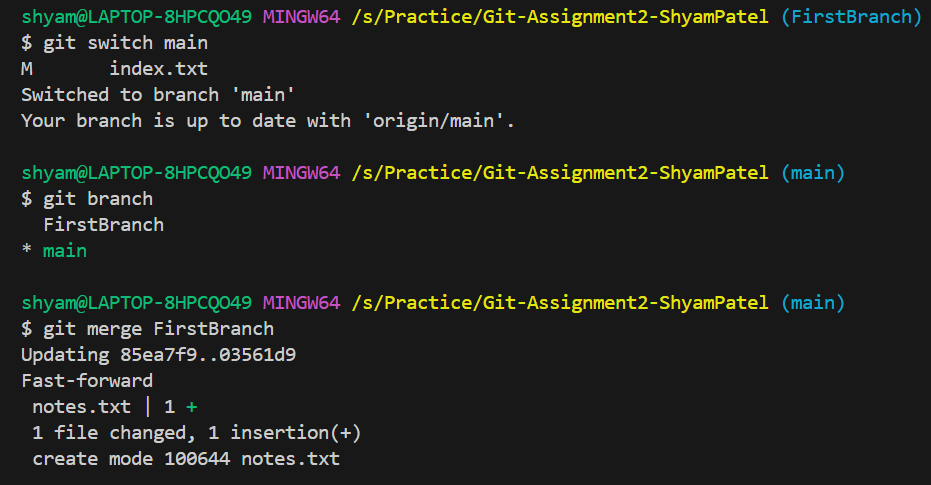 shyam@LAPTOP-8HPCQO49 MINGW64 /s/Practice/Git-Assignment2-ShyamPatel (FirstBranch)
$ git switch main
M       index.txt
Switched to branch 'main'
Your branch is up to date with 'origin/main'.
shyam@LAPTOP-8HPCQO49 MINGW64 /s/Practice/Git-Assignment2-ShyamPatel (main)
$ git branch
  FirstBranch
* main
shyam@LAPTOP-8HPCQO49 MINGW64 /s/Practice/Git-Assignment2-ShyamPatel (main)
$ git merge FirstBranch
Updating 85ea7f9..03561d9
Fast-forward
 notes.txt | 1 +
 1 file changed, 1 insertion(+)
 create mode 100644 notes.txt